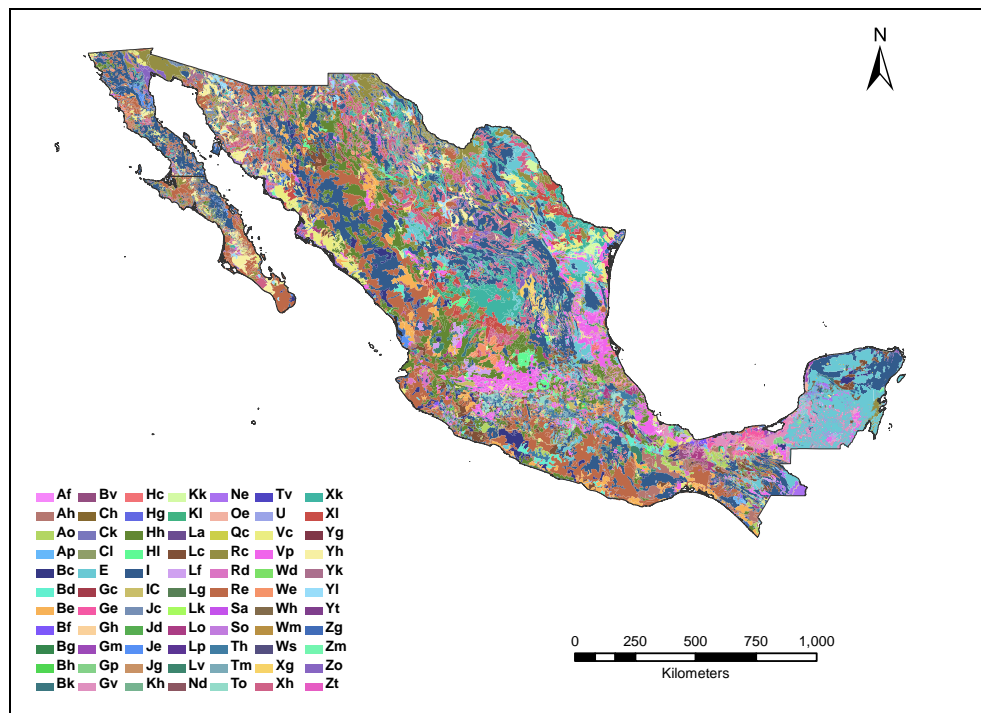 N
Af Bv Hc Kk Ne Tv Xk
Ah Ch Hg Kl Oe U Xl
Ao Ck Hh La Qc Vc Yg
Ap Cl Hl Lc Rc Vp Yh
Bc E I Lf Rd Wd Yk
Bd Gc IC Lg Re We Yl
Be Ge Jc Lk Sa Wh Yt
Bf Gh Jd Lo So Wm Zg
Bg Gm Je Lp Th Ws Zm
Bh Gp Jg Lv Tm Xg Zo
Bk Gv Kh Nd To Xh Zt
0 250 500 750 1,000
Kilometers